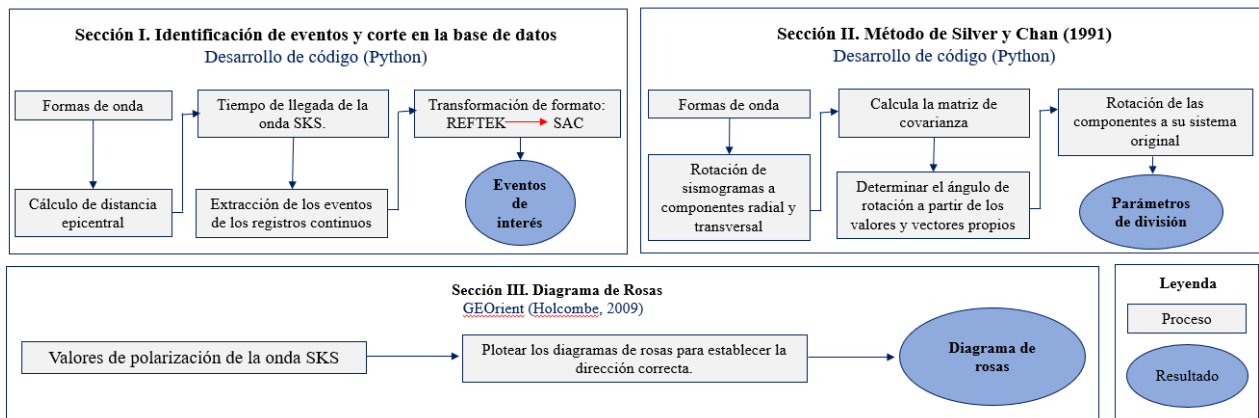 Sección I. Identificación de eventos y corte en la base de datos
Desarrollo de código (Python)
Formas de onda
Cálculo de distancia
epicentral
Tiempo de llegada de la
onda SKS.
Extracción de los eventos
de los registros continuos
Transformación de formato:
REFTEK SAC
Eventos
de
interés
Sección II. Método de Silver y Chan (1991)
Desarrollo de código (Python)
Formas de onda
Rotación de
sismogramas a
componentes radial y
transversal
Calcula la matriz de
covarianza
Determinar el ángulo de
rotación a partir de los
valores y vectores propios
Rotación de las
componentes a su sistema
original
Parámetros
de división
Sección III. Diagrama de Rosas
GEOrient (Holcombe, 2009)
Valores de polarización de la onda SKS
Plotear los diagramas de rosas para establecer la
dirección correcta.
Diagrama de
rosas
Leyenda
Proceso
Resultado